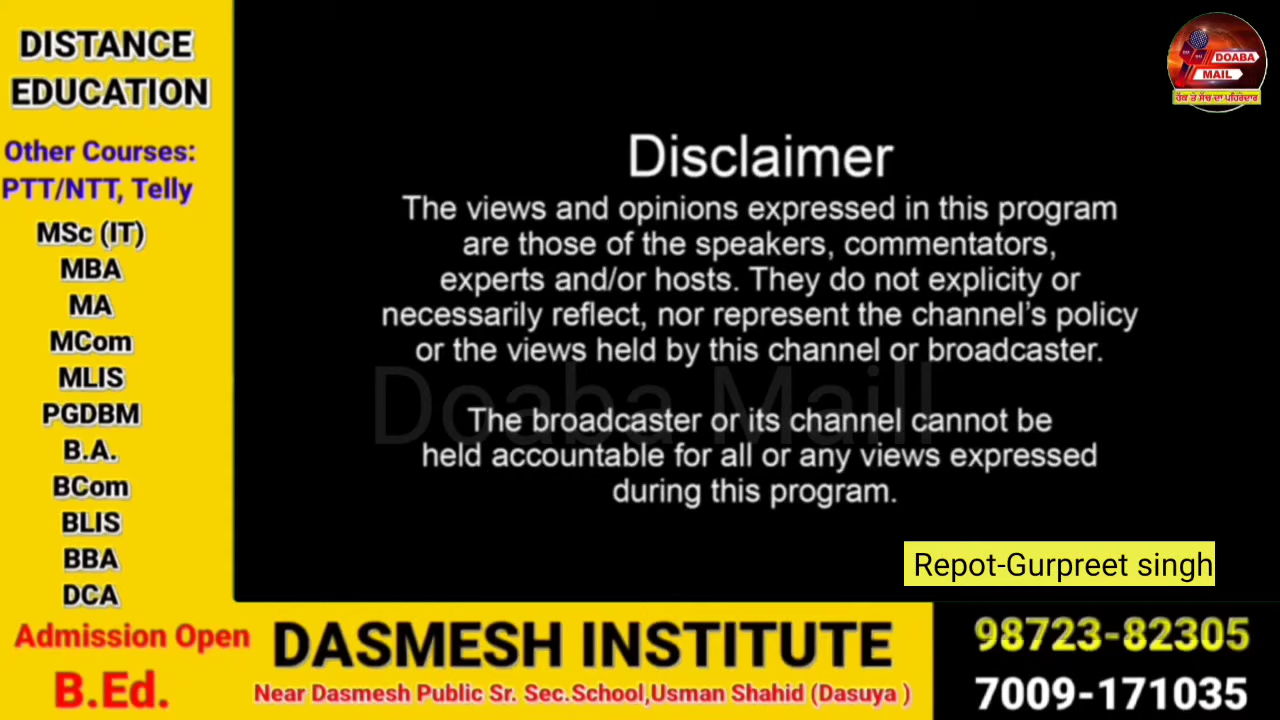 DISTANCE
EDUCATION
Other Courses:
PTT/NTT, Telly
MSc (IT)
MBA
MA
MCom
MLIS
PGDBM
B.A.
BCom
BLIS
BBA
DCA
Admission Open
B.Ed.
DOABA
MAIL
ਹੱਕ ਤੇ ਸੱਚ ਦਾ ਪਹਿਰੇਦਾਰ
Disclaimer
The views and opinions expressed in this program
are those of the speakers, commentators,
experts and/or hosts. They do not explicity or
necessarily reflect, nor represent the channel's policy
or the views held by this channel or broadcaster.
Doaba Maill
The broadcaster or its channel cannot be
held accountable for all or any views expressed
during this program.
Repot-Gurpreet singh
DASMESH INSTITUTE
Near Dasmesh Public Sr. Sec.School,Usman Shahid (Dasuya )
98723-82305
7009-171035